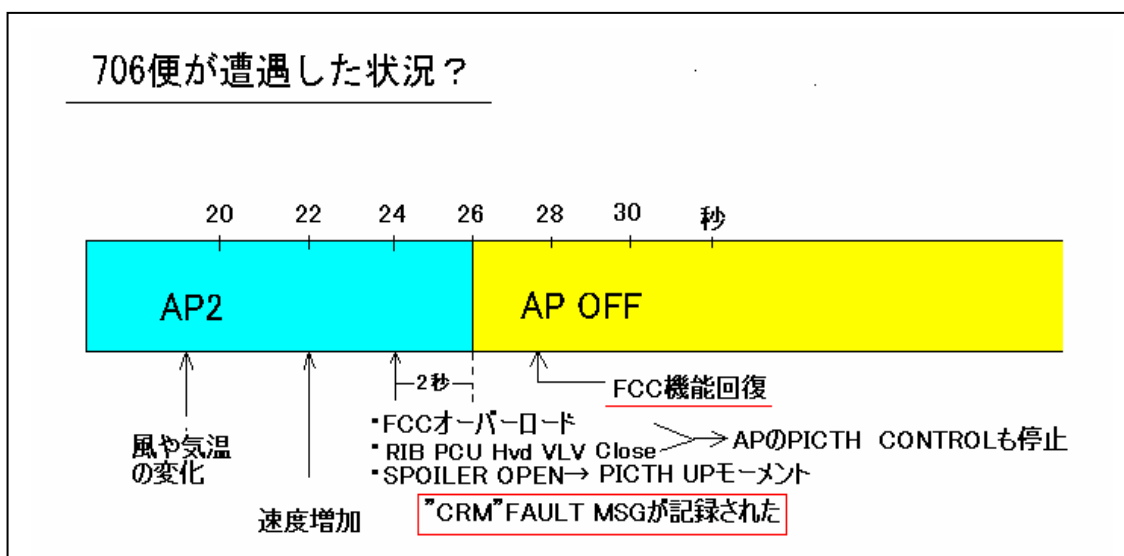 706便が遭遇した状況?
20 22 24 26 28 30 秒
AP2 AP OFF
2秒
FCC機能回復
・FCCオーバーロード
・RIB PCU Hyd VLV Close → APのPICTH CONTROLも停止
・SPOILER OPEN→ PICTH UPモーメント
"CRM"FAULT MSGが記録された
風や気温
の変化
速度増加